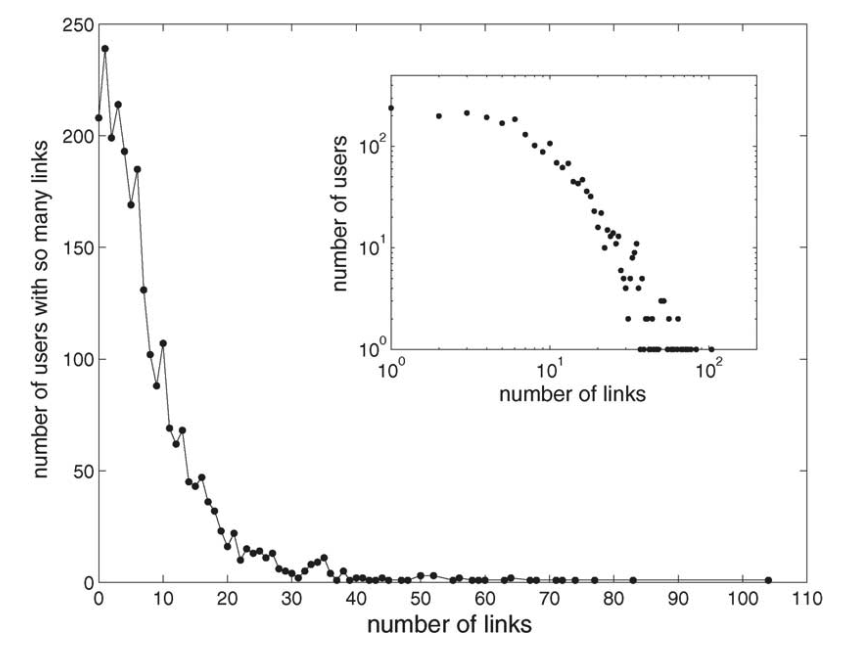 250
200
150
100
50
0
number of users with so many links
0 10 20 30 40 50 60 70 80 90 100 110
number of links
10^2
10^1
10^0
number of users
10^0 10^1 10^2
number of links